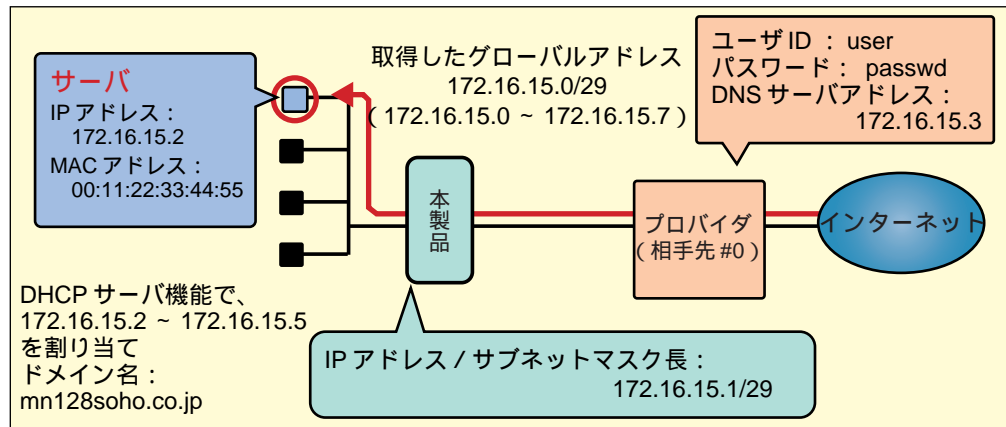 サーバ
IP アドレス：
172.16.15.2
MAC アドレス：
00:11:22:33:44:55
取得したグローバルアドレス
172.16.15.0/29
（ 172.16.15.0 ~ 172.16.15.7 ）
ユーザ ID ： user
パスワード： passwd
DNS サーバアドレス：
172.16.15.3
本製品
プロバイダ
（ 相手先 #0 ）
インターネット
DHCP サーバ機能で、
172.16.15.2 ~ 172.16.15.5
を割り当て
ドメイン名：
mn128soho.co.jp
IP アドレス / サブネットマスク長：
172.16.15.1/29